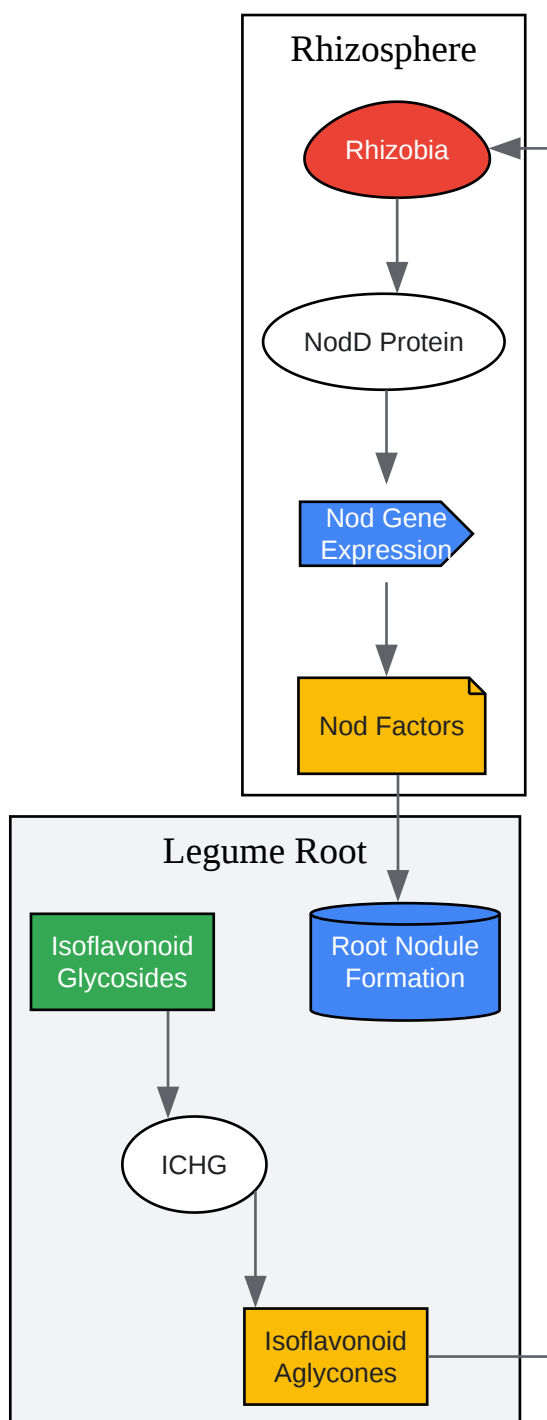 Rhizosphere
Rhizobia
NodD Protein
Nod Gene
Expression
Nod Factors
Legume Root
Isoflavonoid
Glycosides
Root Nodule
Formation
ICHG
Isoflavonoid
Aglycones